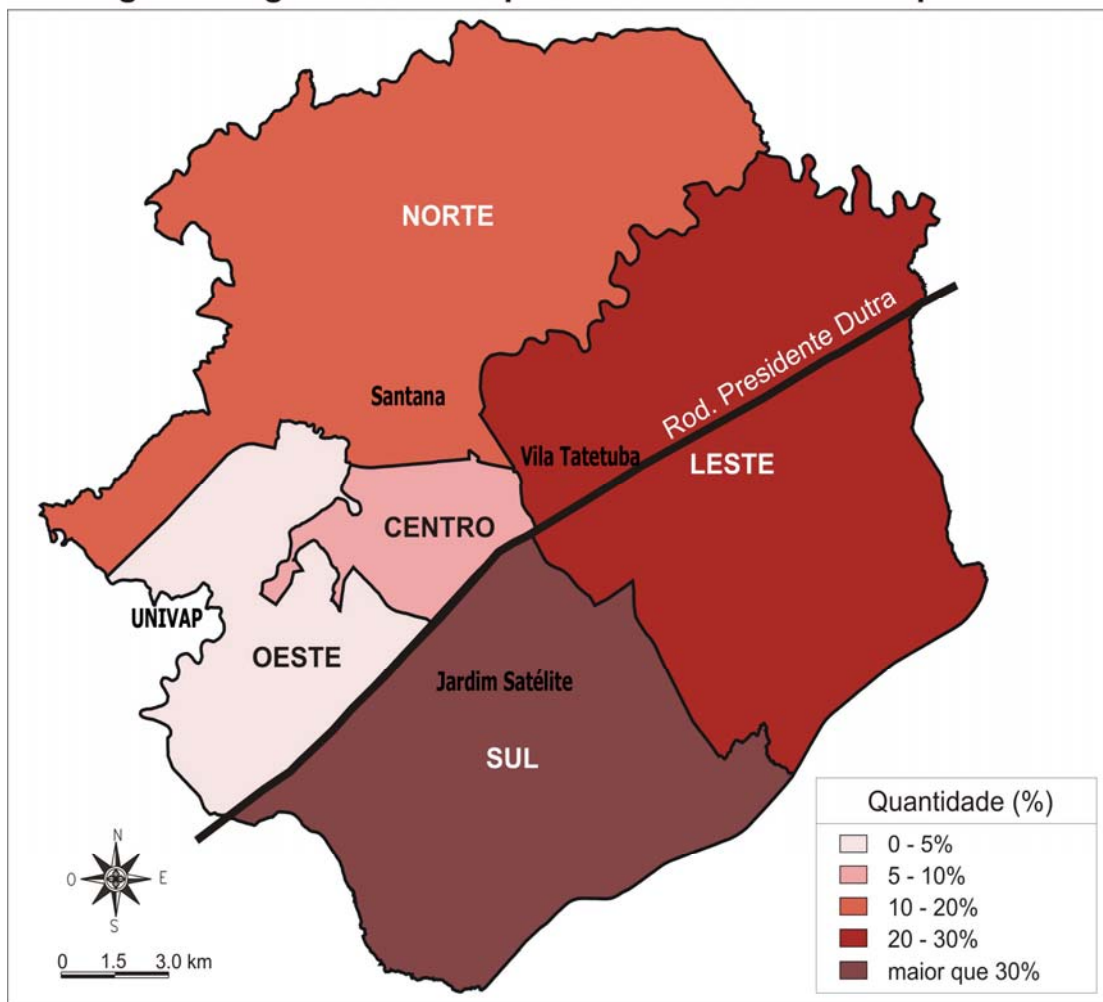 NORTE
Santana
Rod. Presidente Dutra
Vila Tatetuba
LESTE
CENTRO
UNIVAP
OESTE
Jardim Satélite
SUL
Quantidade (%)
0 - 5%
5 - 10%
10 - 20%
20 - 30%
maior que 30%
N
O E
S
0 1.5 3.0 km